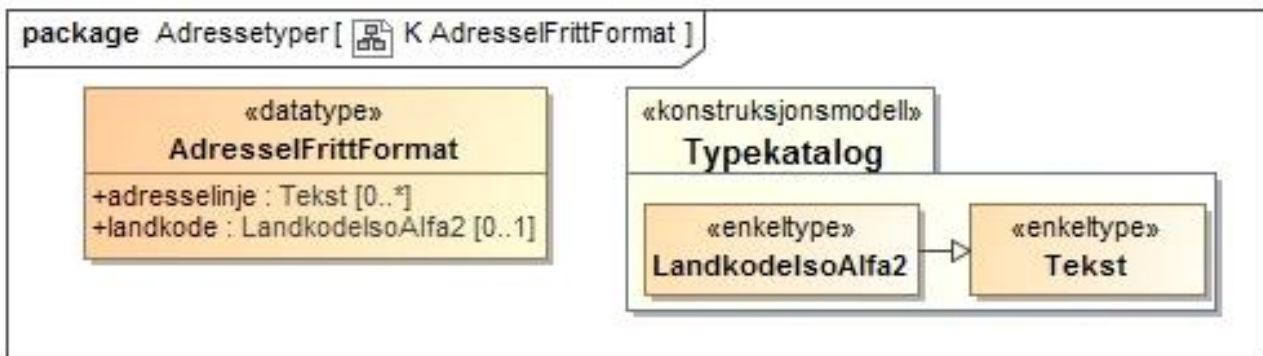 package Adressetyper [ K AdresseIFrittFormat ]
«datatype»
AdresseIFrittFormat
+adresselinje : Tekst [0..*]
+landkode : LandkodeIsoAlfa2 [0..1]
«konstruksjonsmodell»
Typekatalog
«enkeltype»
LandkodeIsoAlfa2
«enkeltype»
Tekst